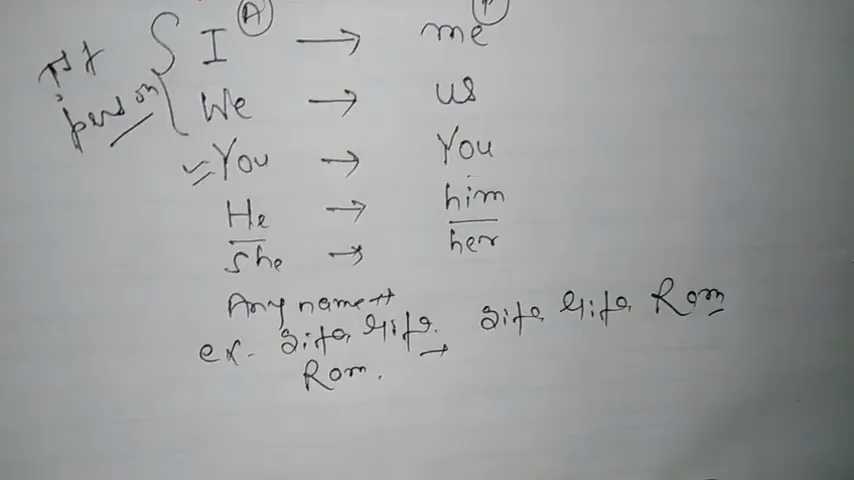 1st person { I (A) → me (P)
We → us
You → You
He → him
She → her
Any name
ex. Sita, Gita, → Sita, Gita, Ram
Ram.